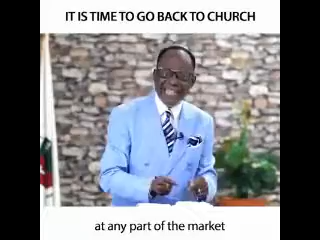 IT IS TIME TO GO BACK TO CHURCH
at any part of the market